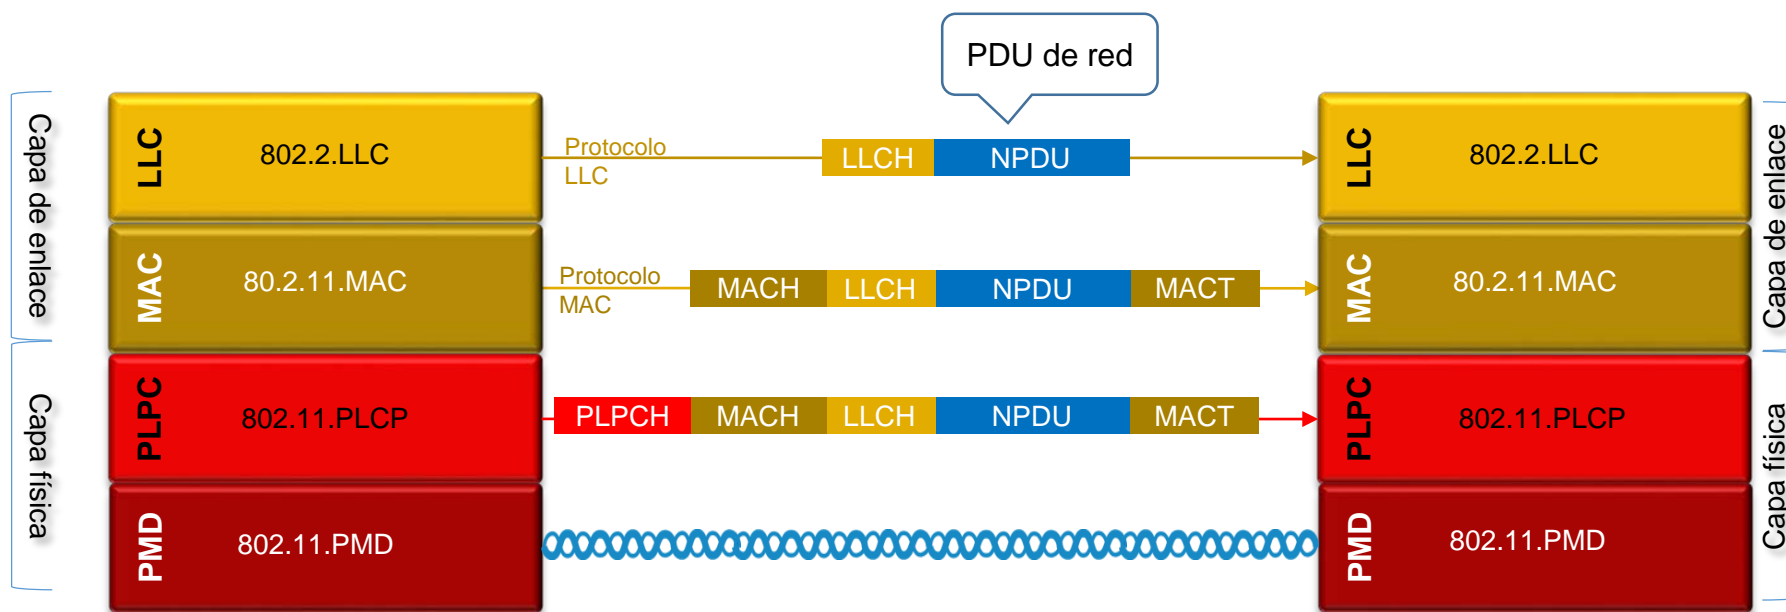 PDU de red
Capa de enlace
LLC
802.2.LLC
Protocolo
LLC
LLCH
NPDU
LLC
802.2.LLC
Capa de enlace
MAC
80.2.11.MAC
Protocolo
MAC
MACH
LLCH
NPDU
MACT
MAC
80.2.11.MAC
Capa física
PLPC
802.11.PLCP
PLPCH
MACH
LLCH
NPDU
MACT
PLPC
802.11.PLCP
Capa física
PMD
802.11.PMD
PMD
802.11.PMD